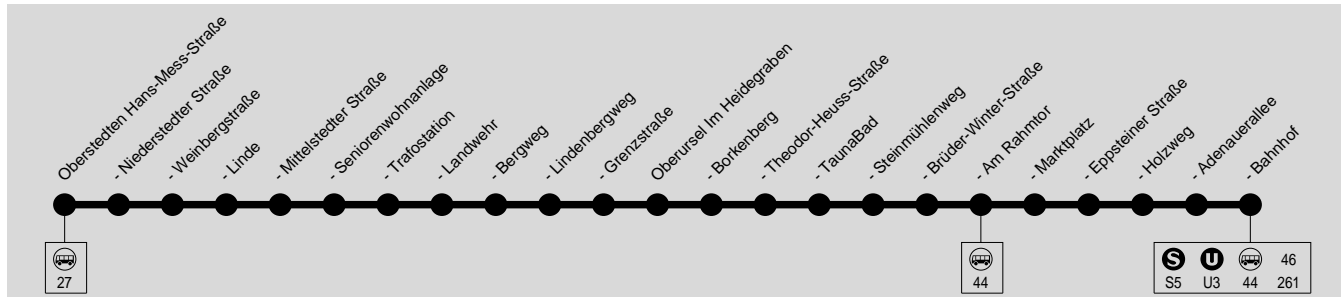 Oberstedten Hans-Mess-Straße
- Niederstedter Straße
- Weinbergstraße
- Linde
- Mittelstedter Straße
- Seniorenwohnanlage
- Trafostation
- Landwehr
- Bergweg
- Lindenbergweg
- Grenzstraße
Oberursel Im Heidegraben
- Borkenberg
- Theodor-Heuss-Straße
- TaunaBad
- Steinmühlenweg
- Brüder-Winter-Straße
- Am Rahmtor
- Marktplatz
- Eppsteiner Straße
- Holzweg
- Adenauerallee
- Bahnhof
27
44
S U 46
S5 U3 44 261